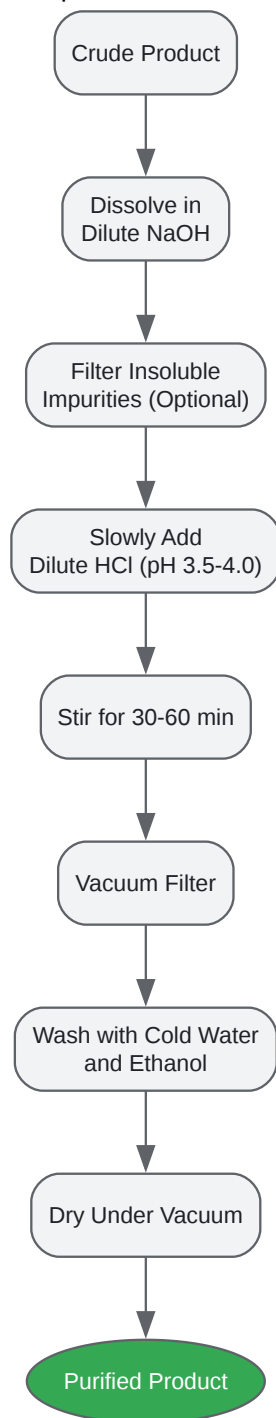 Crude Product
Dissolve in
Dilute NaOH
Filter Insoluble
Impurities (Optional)
Slowly Add
Dilute HCl (pH 3.5-4.0)
Stir for 30-60 min
Vacuum Filter
Wash with Cold Water
and Ethanol
Dry Under Vacuum
Purified Product